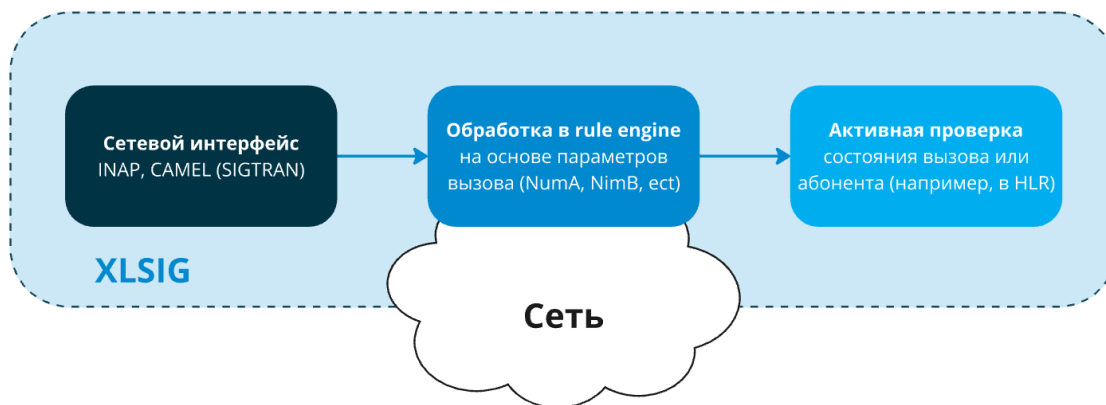 Сетевой интерфейс
INAP, CAMEL (SIGTRAN)
Обработка в rule engine
на основе параметров
вызова (NumA, NimB, ect)
Активная проверка
состояния вызова или
абонента (например, в HLR)
XLSIG
Сеть